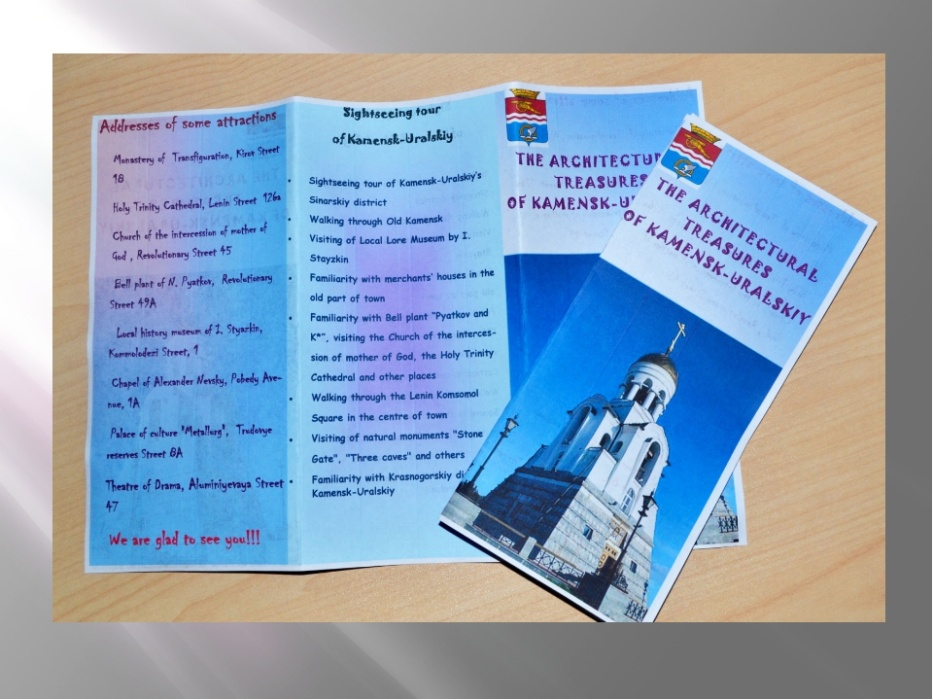 Addresses of some attractions
Monastery of Transfiguration, Kirov Street
18
Holy Trinity Cathedral, Lenin Street 126a
Church of the intercession of mother of
God , Revolutionary Street 45
Bell plant of N. Pyatkov, Revolutionary
Street 49A
Local history museum of I. Styazkin,
Kommolodezi Street, 1
Chapel of Alexander Nevsky, Pobedy Ave-
nue, 1A
Palace of culture "Metallurg", Trudovye
reserves Street 8A
Theatre of Drama, Aluminiyevaya Street
47
We are glad to see you!!!
Sightseeing tour
of Kamensk-Uralskiy
• Sightseeing tour of Kamensk-Uralskiy's
Sinarskiy district
• Walking through Old Kamensk
• Visiting of Local Lore Museum by I.
Stayzkin
• Familiarity with merchants' houses in the
old part of town
• Familiarity with Bell plant "Pyatkov and
K*", visiting the Church of the interces-
sion of mother of God, the Holy Trinity
Cathedral and other places
• Walking through the Lenin Komsomol
Square in the centre of town
• Visiting of natural monuments "Stone
Gate", "Three caves" and others
• Familiarity with Krasnogorskiy di
Kamensk-Uralskiy
THE ARCHITECTUR
TREASURES
OF KAMENSK-U
THE ARCHITECTURAL
TREASURES
OF KAMENSK-URALSKIY